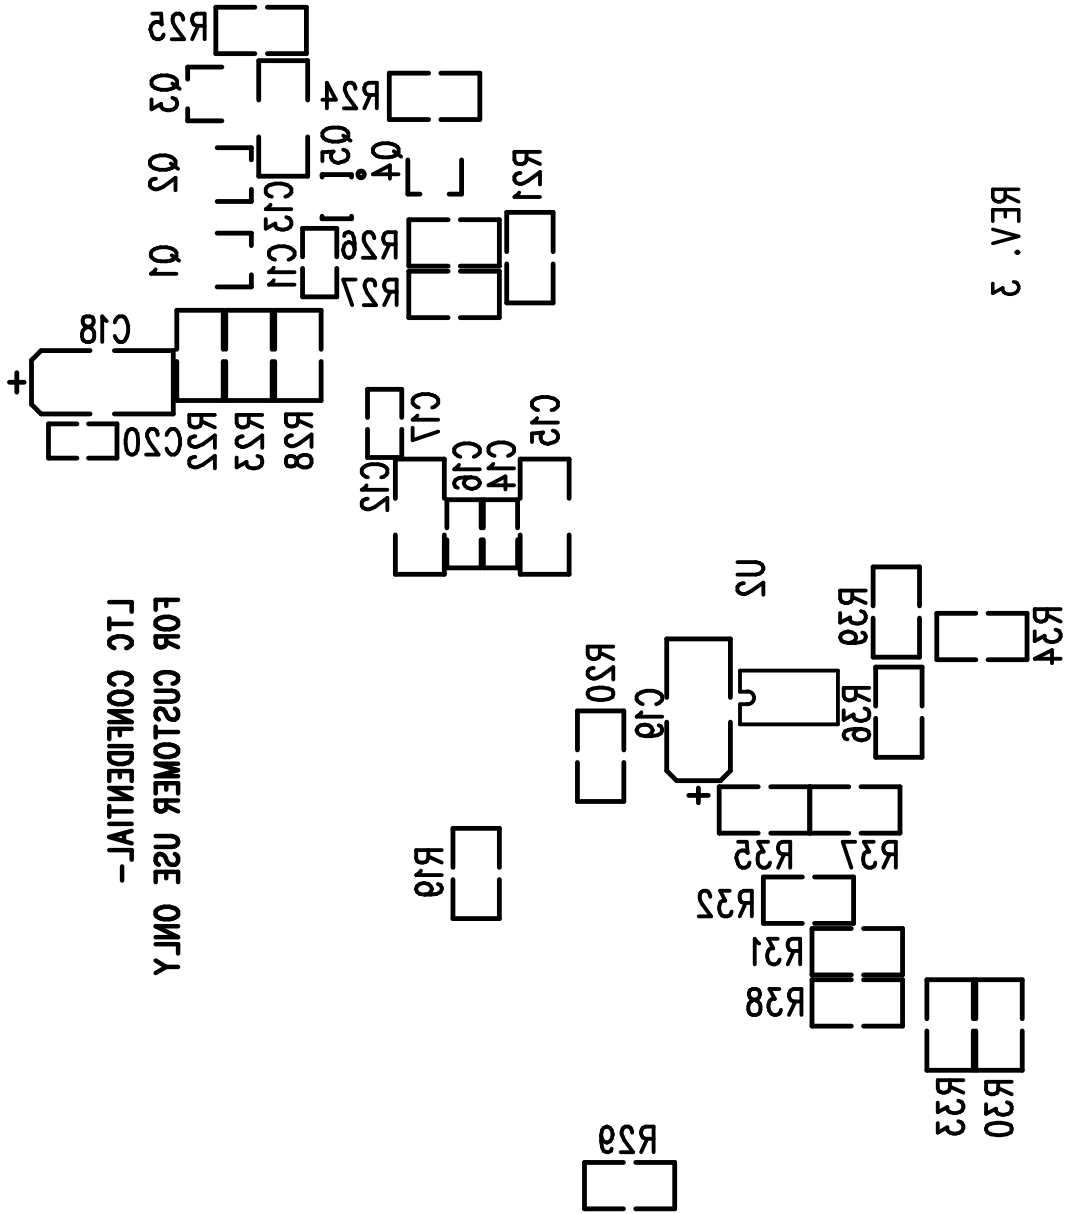 R25
Q3
R24
Q5
Q4
Q2
R21
C13
REV. 3
Q1
C11
R26
R27
C18
+
C20
R22
R23
R28
C17
C15
C12
C16
C14
U2
R39
R34
LTC CONFIDENTIAL-
FOR CUSTOMER USE ONLY
R20
C19
R36
+
R35
R37
R19
R32
R31
R38
R33
R30
R29